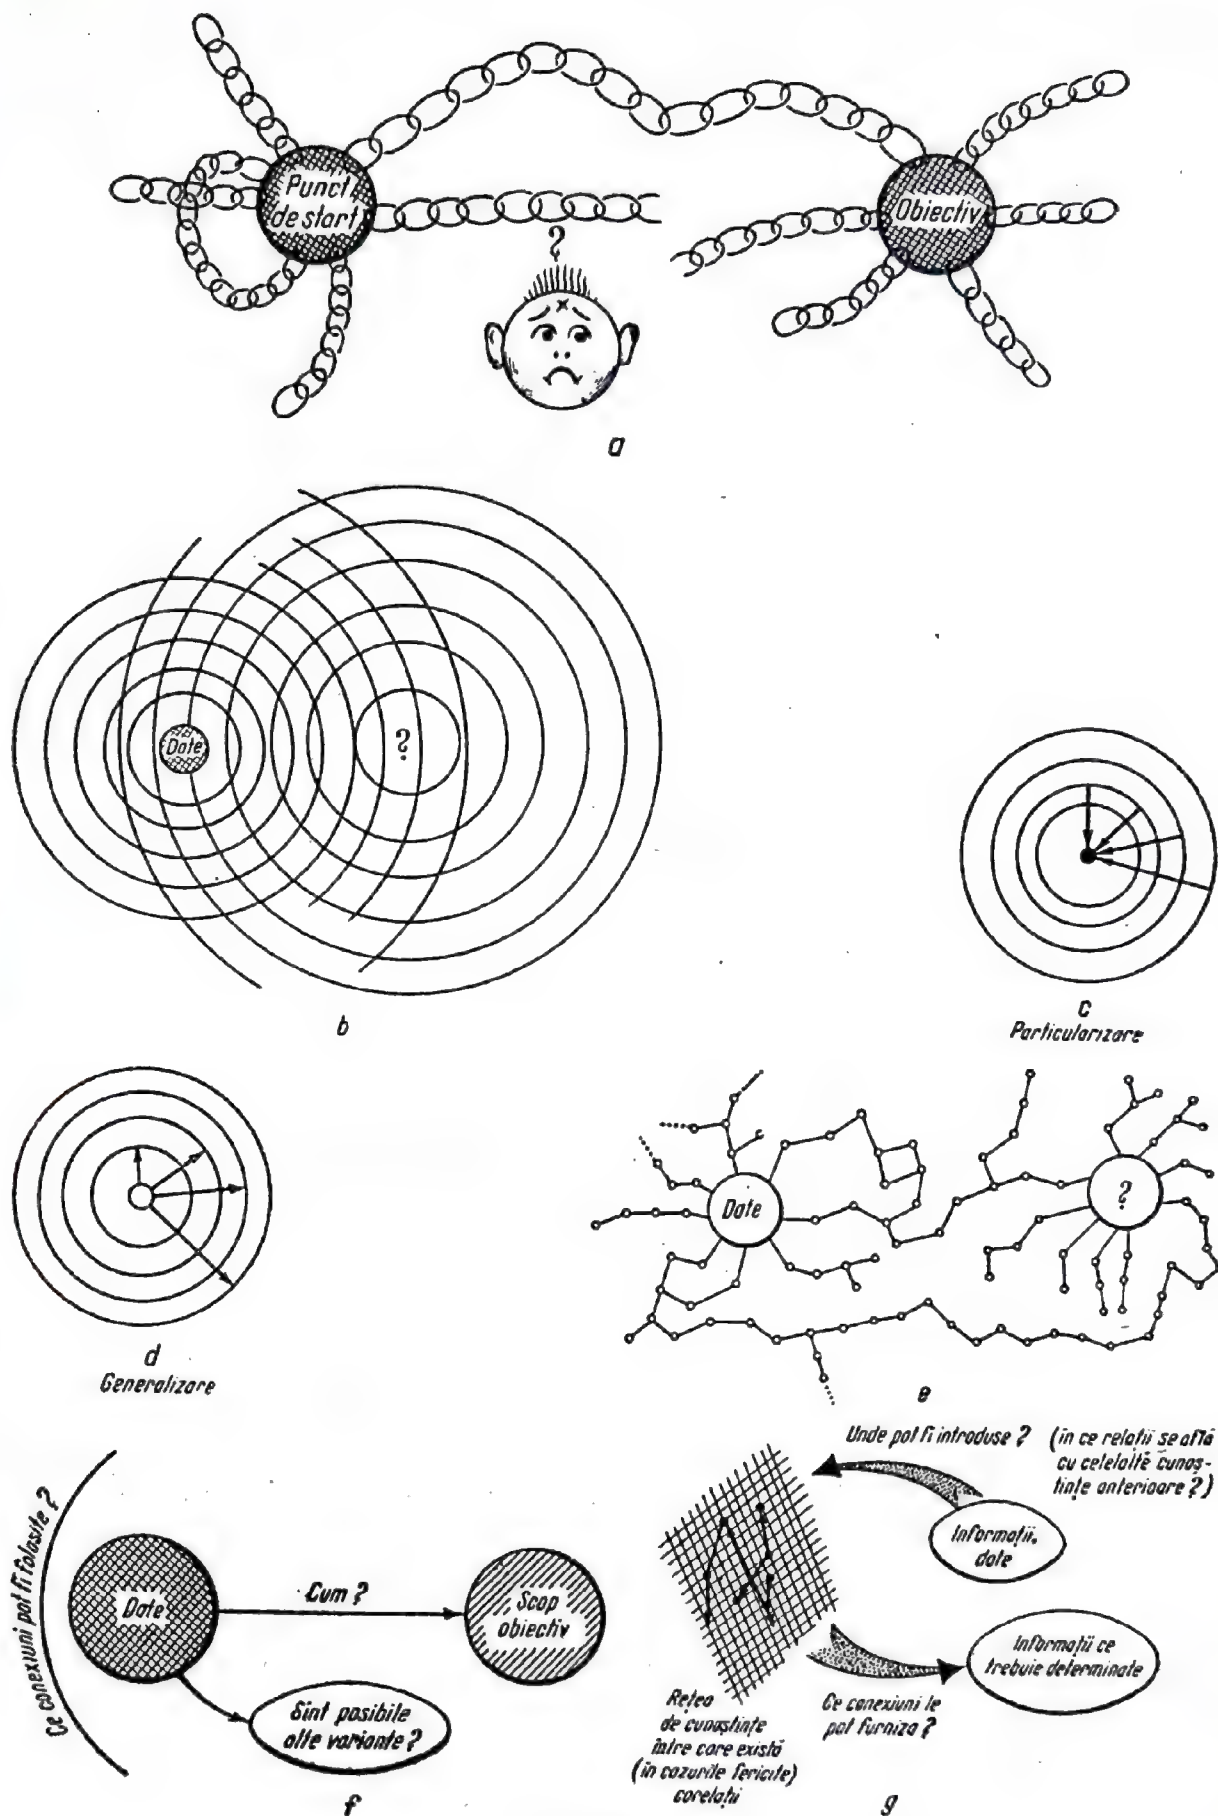 Punct
de start
Obiectiv
?
a
Date
?
b
c
Particularizare
d
Generalizare
Date
?
e
Ce conexiuni pot fi folosite ?
Date
Cum ?
Scop
obiectiv
Sînt posibile
alte variante ?
f
Unde pot fi introduse ?
(în ce relații se află
cu celelalte cunoș-
tințe anterioare ?)
Informații,
date
Informații ce
trebuie determinate
Rețea
de cunoștințe
între care există
(în cazurile fericite)
corelații
Ce conexiuni le
pot furniza ?
g